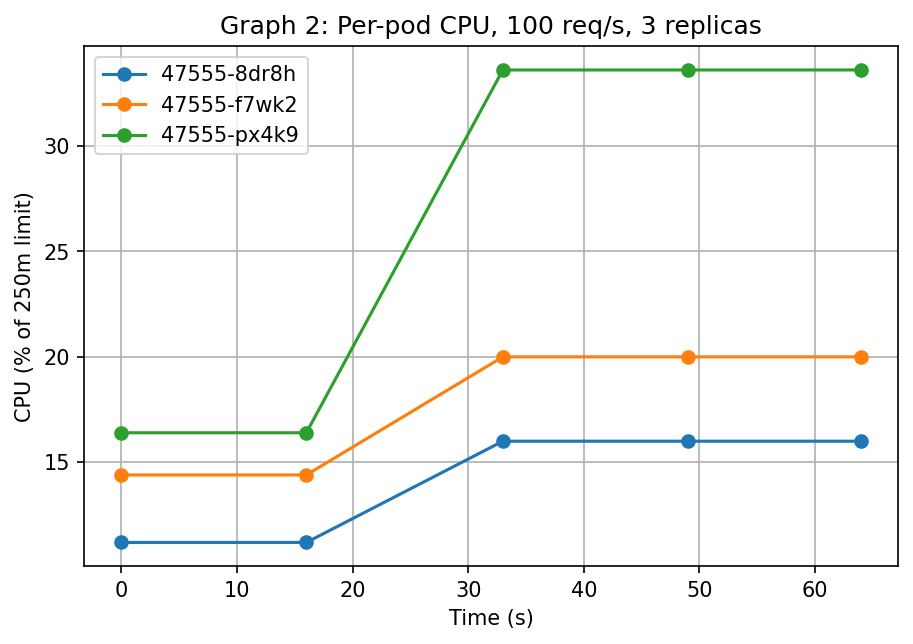 Graph 2: Per-pod CPU, 100 req/s, 3 replicas
47555-8dr8h
47555-f7wk2
47555-px4k9
CPU (% of 250m limit)
30
25
20
15
0 10 20 30 40 50 60
Time (s)